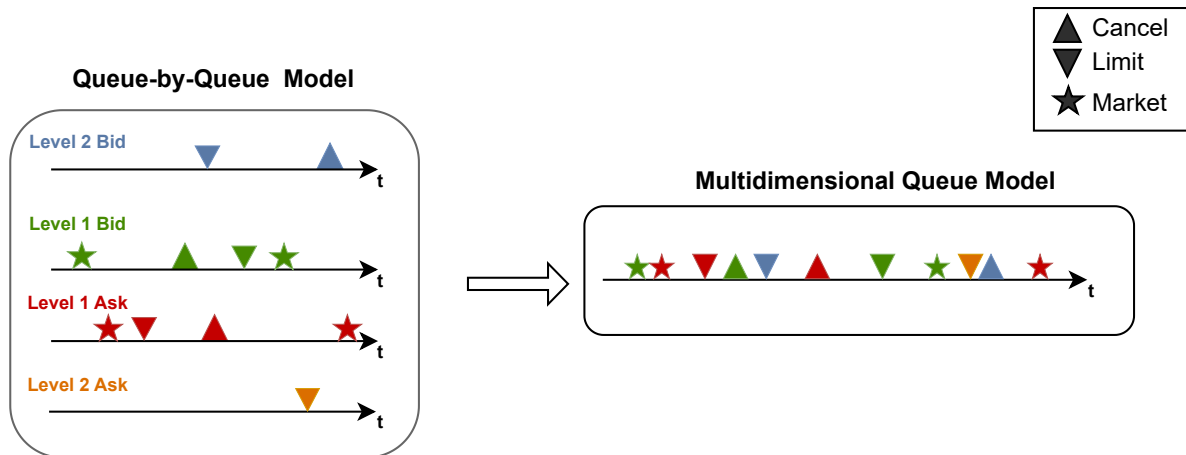 Cancel
Limit
Market
Queue-by-Queue Model
Level 2 Bid
t
Level 1 Bid
t
Level 1 Ask
t
Level 2 Ask
t
Multidimensional Queue Model
t